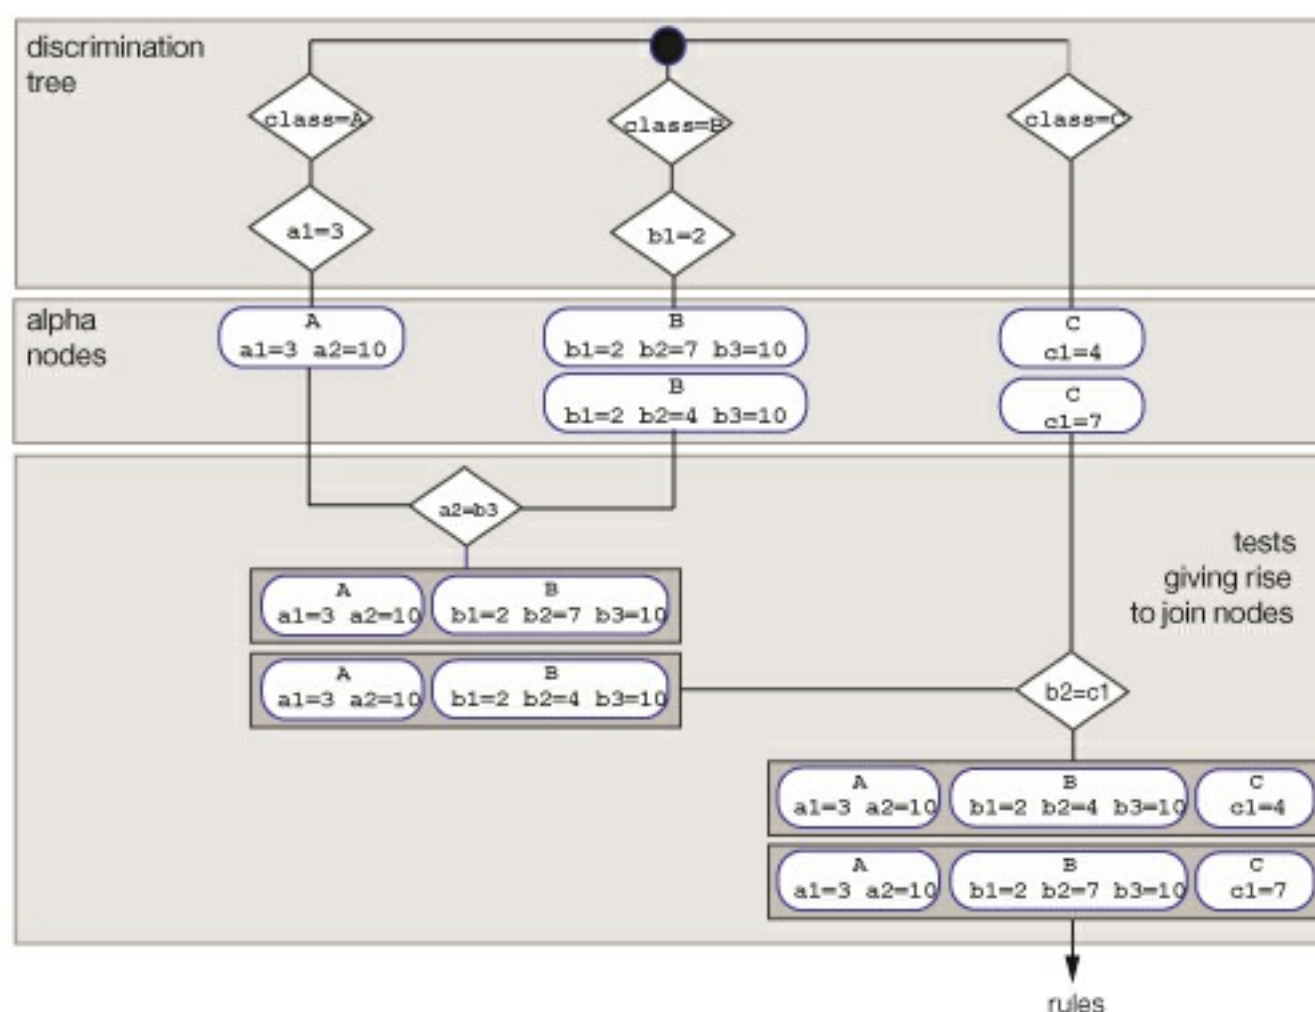 discrimination
tree
class=A
class=B
class=C
a1=3
b1=2
alpha
nodes
A
a1=3 a2=10
B
b1=2 b2=7 b3=10
C
c1=4
B
b1=2 b2=4 b3=10
C
c1=7
a2=b3
tests
giving rise
to join nodes
A
a1=3 a2=10
B
b1=2 b2=7 b3=10
A
a1=3 a2=10
B
b1=2 b2=4 b3=10
b2=c1
A
a1=3 a2=10
B
b1=2 b2=4 b3=10
C
c1=4
A
a1=3 a2=10
B
b1=2 b2=7 b3=10
C
c1=7
rules